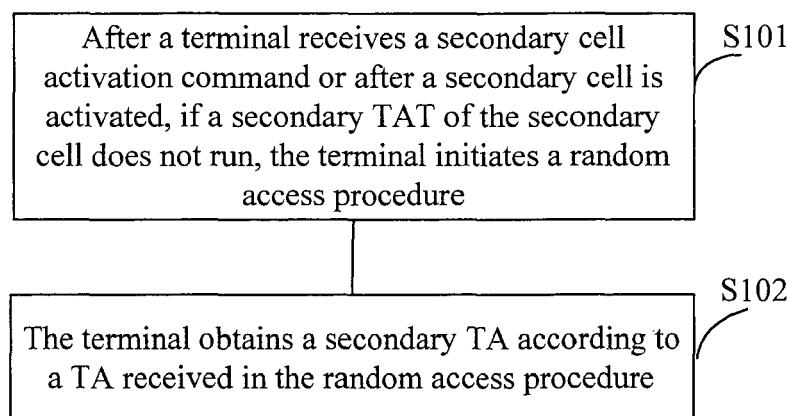 After a terminal receives a secondary cell
activation command or after a secondary cell is
activated, if a secondary TAT of the secondary
cell does not run, the terminal initiates a random
access procedure
S101
The terminal obtains a secondary TA according to
a TA received in the random access procedure
S102